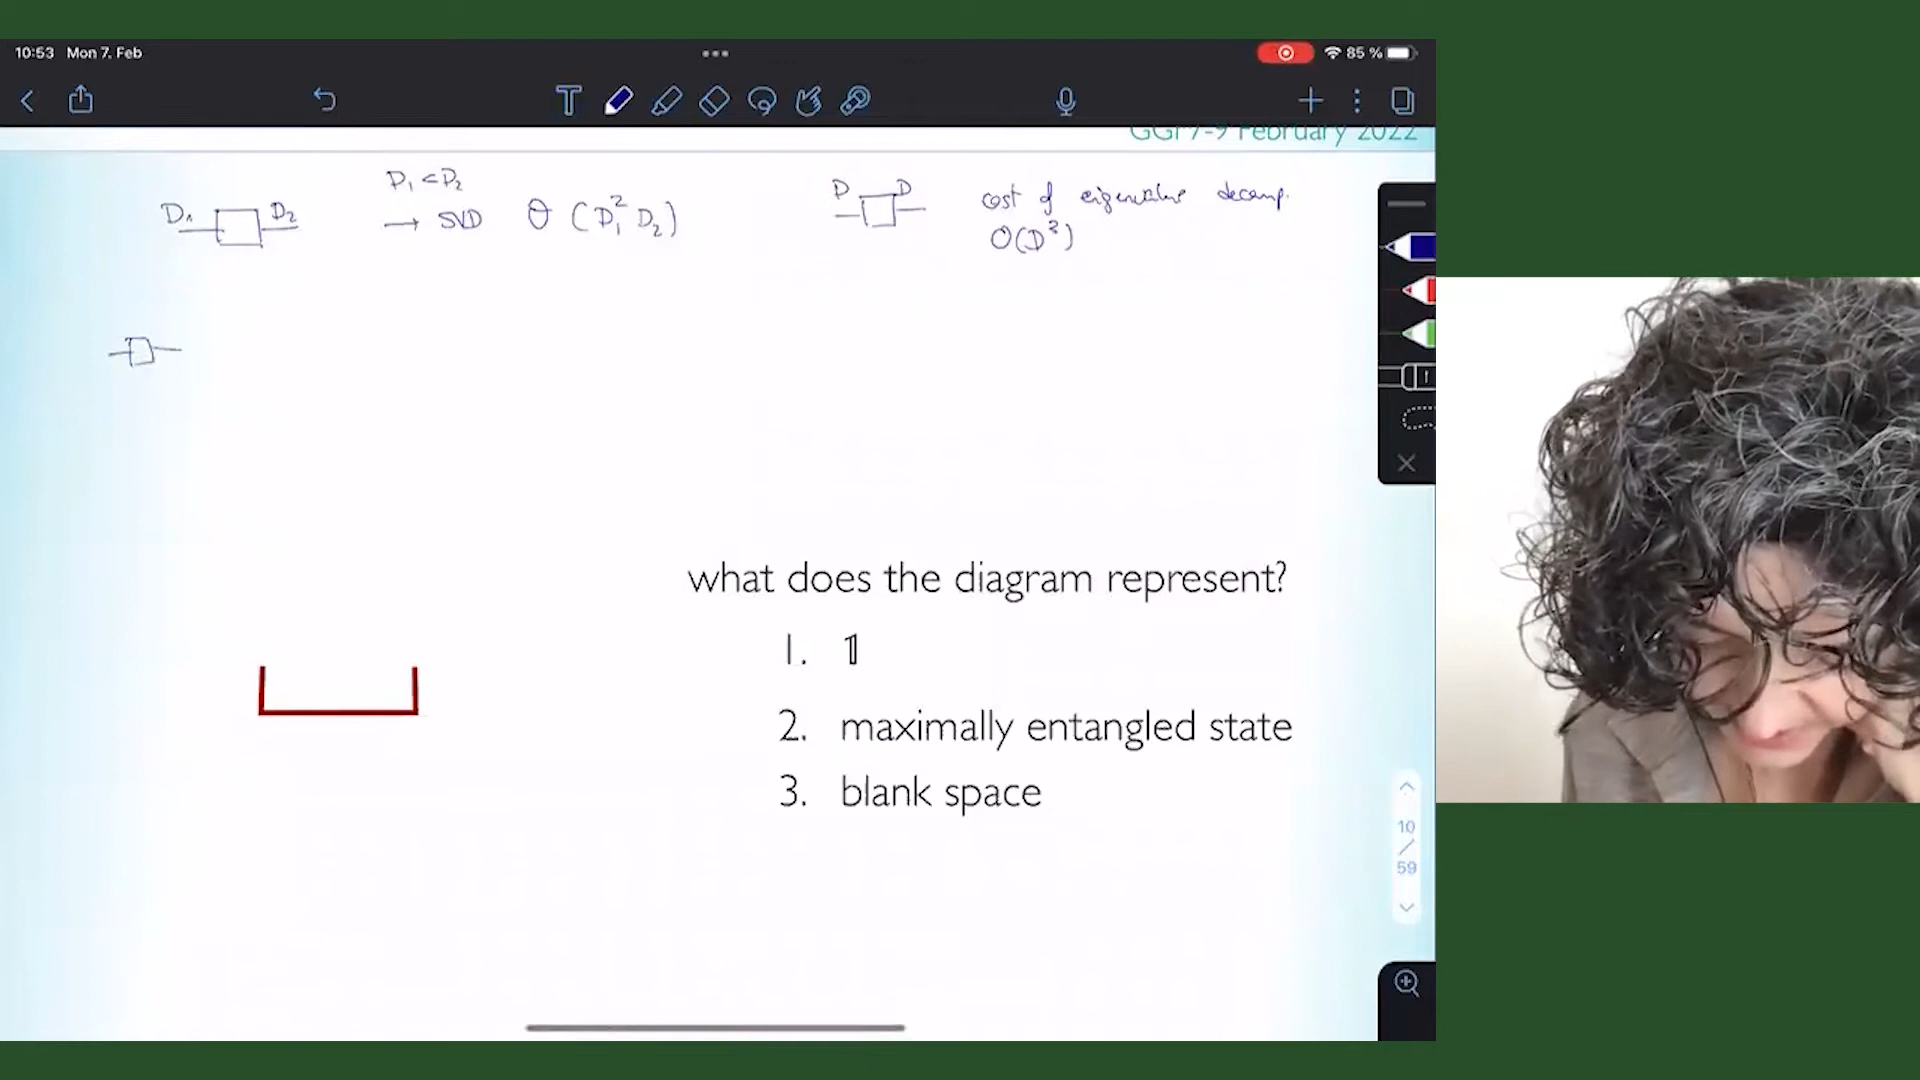 10:53 Mon 7. Feb
85 %
GGI 7-9 February 2022
D₁ < D₂
D₁ D₂ → SVD O (D₁² D₂)
D D cost of eigenvalue decomp.
O(D³)
what does the diagram represent?
1. 𝟙
2. maximally entangled state
3. blank space
10
/
59